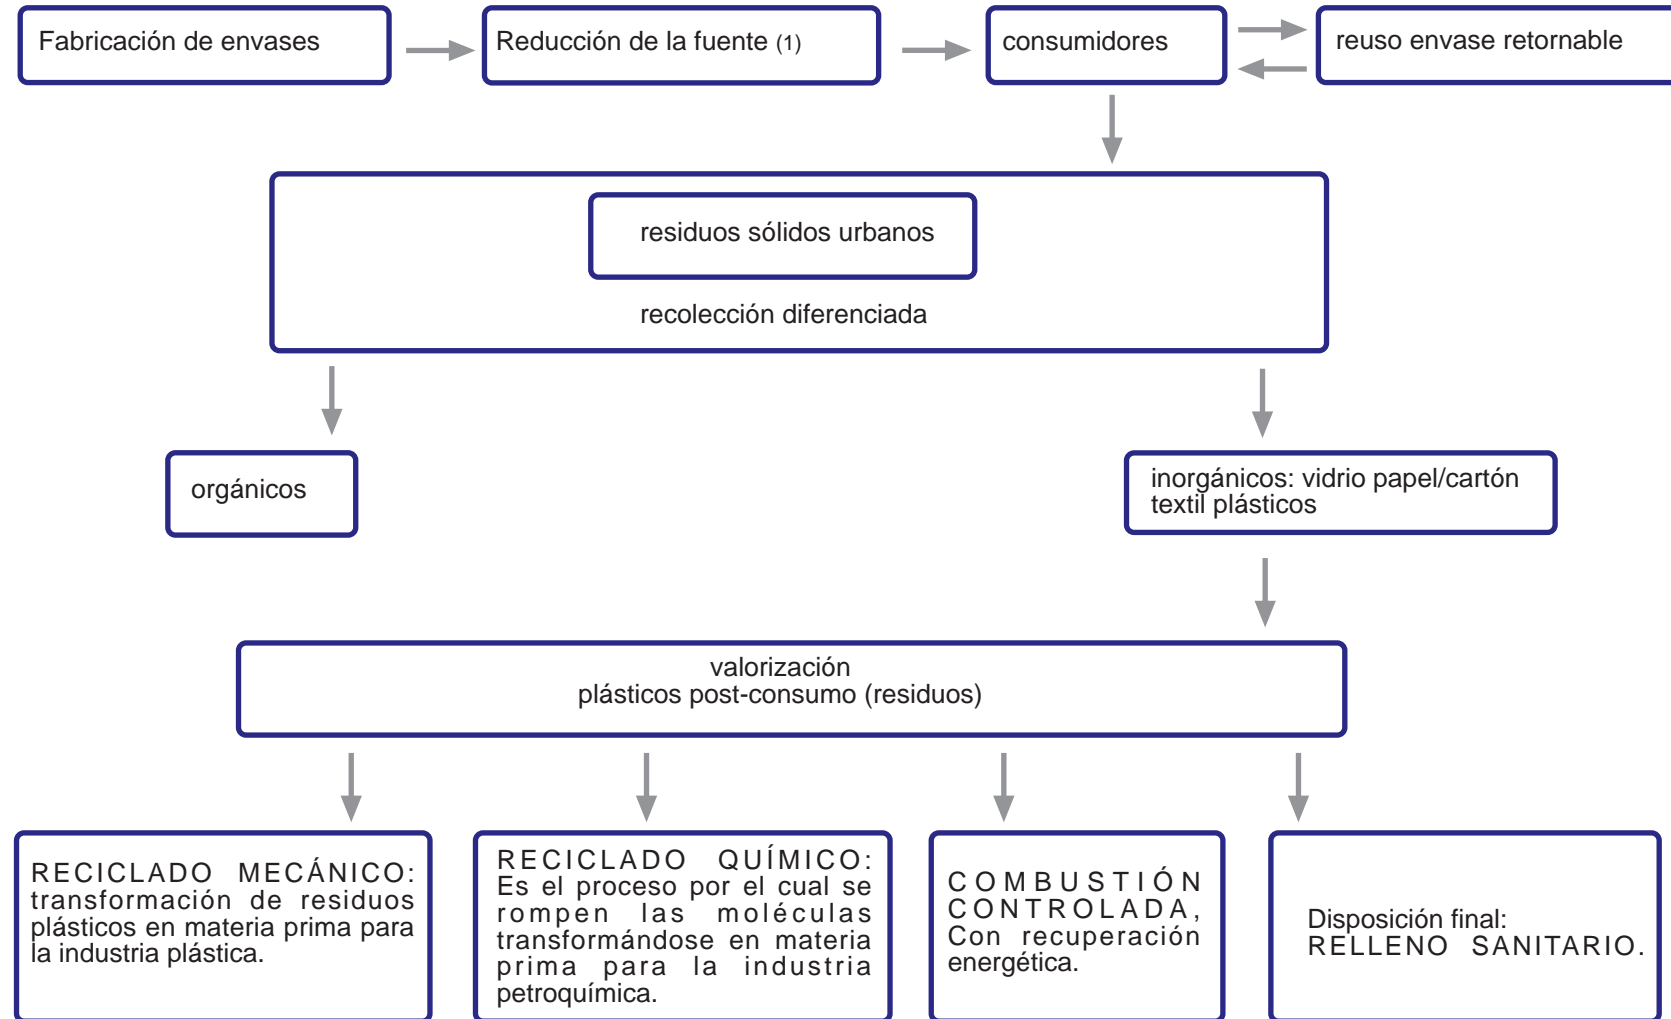 Fabricación de envases
Reducción de la fuente (1)
consumidores
reuso envase retornable
residuos sólidos urbanos
recolección diferenciada
orgánicos
inorgánicos: vidrio papel/cartón
textil plásticos
valorización
plásticos post-consumo (residuos)
RECICLADO MECÁNICO:
transformación de residuos
plásticos en materia prima para
la industria plástica.
RECICLADO QUÍMICO:
Es el proceso por el cual se
rompen las moléculas
transformándose en materia
prima para la industria
petroquímica.
COMBUSTIÓN
CONTROLADA,
Con recuperación
energética.
Disposición final:
RELLENO SANITARIO.